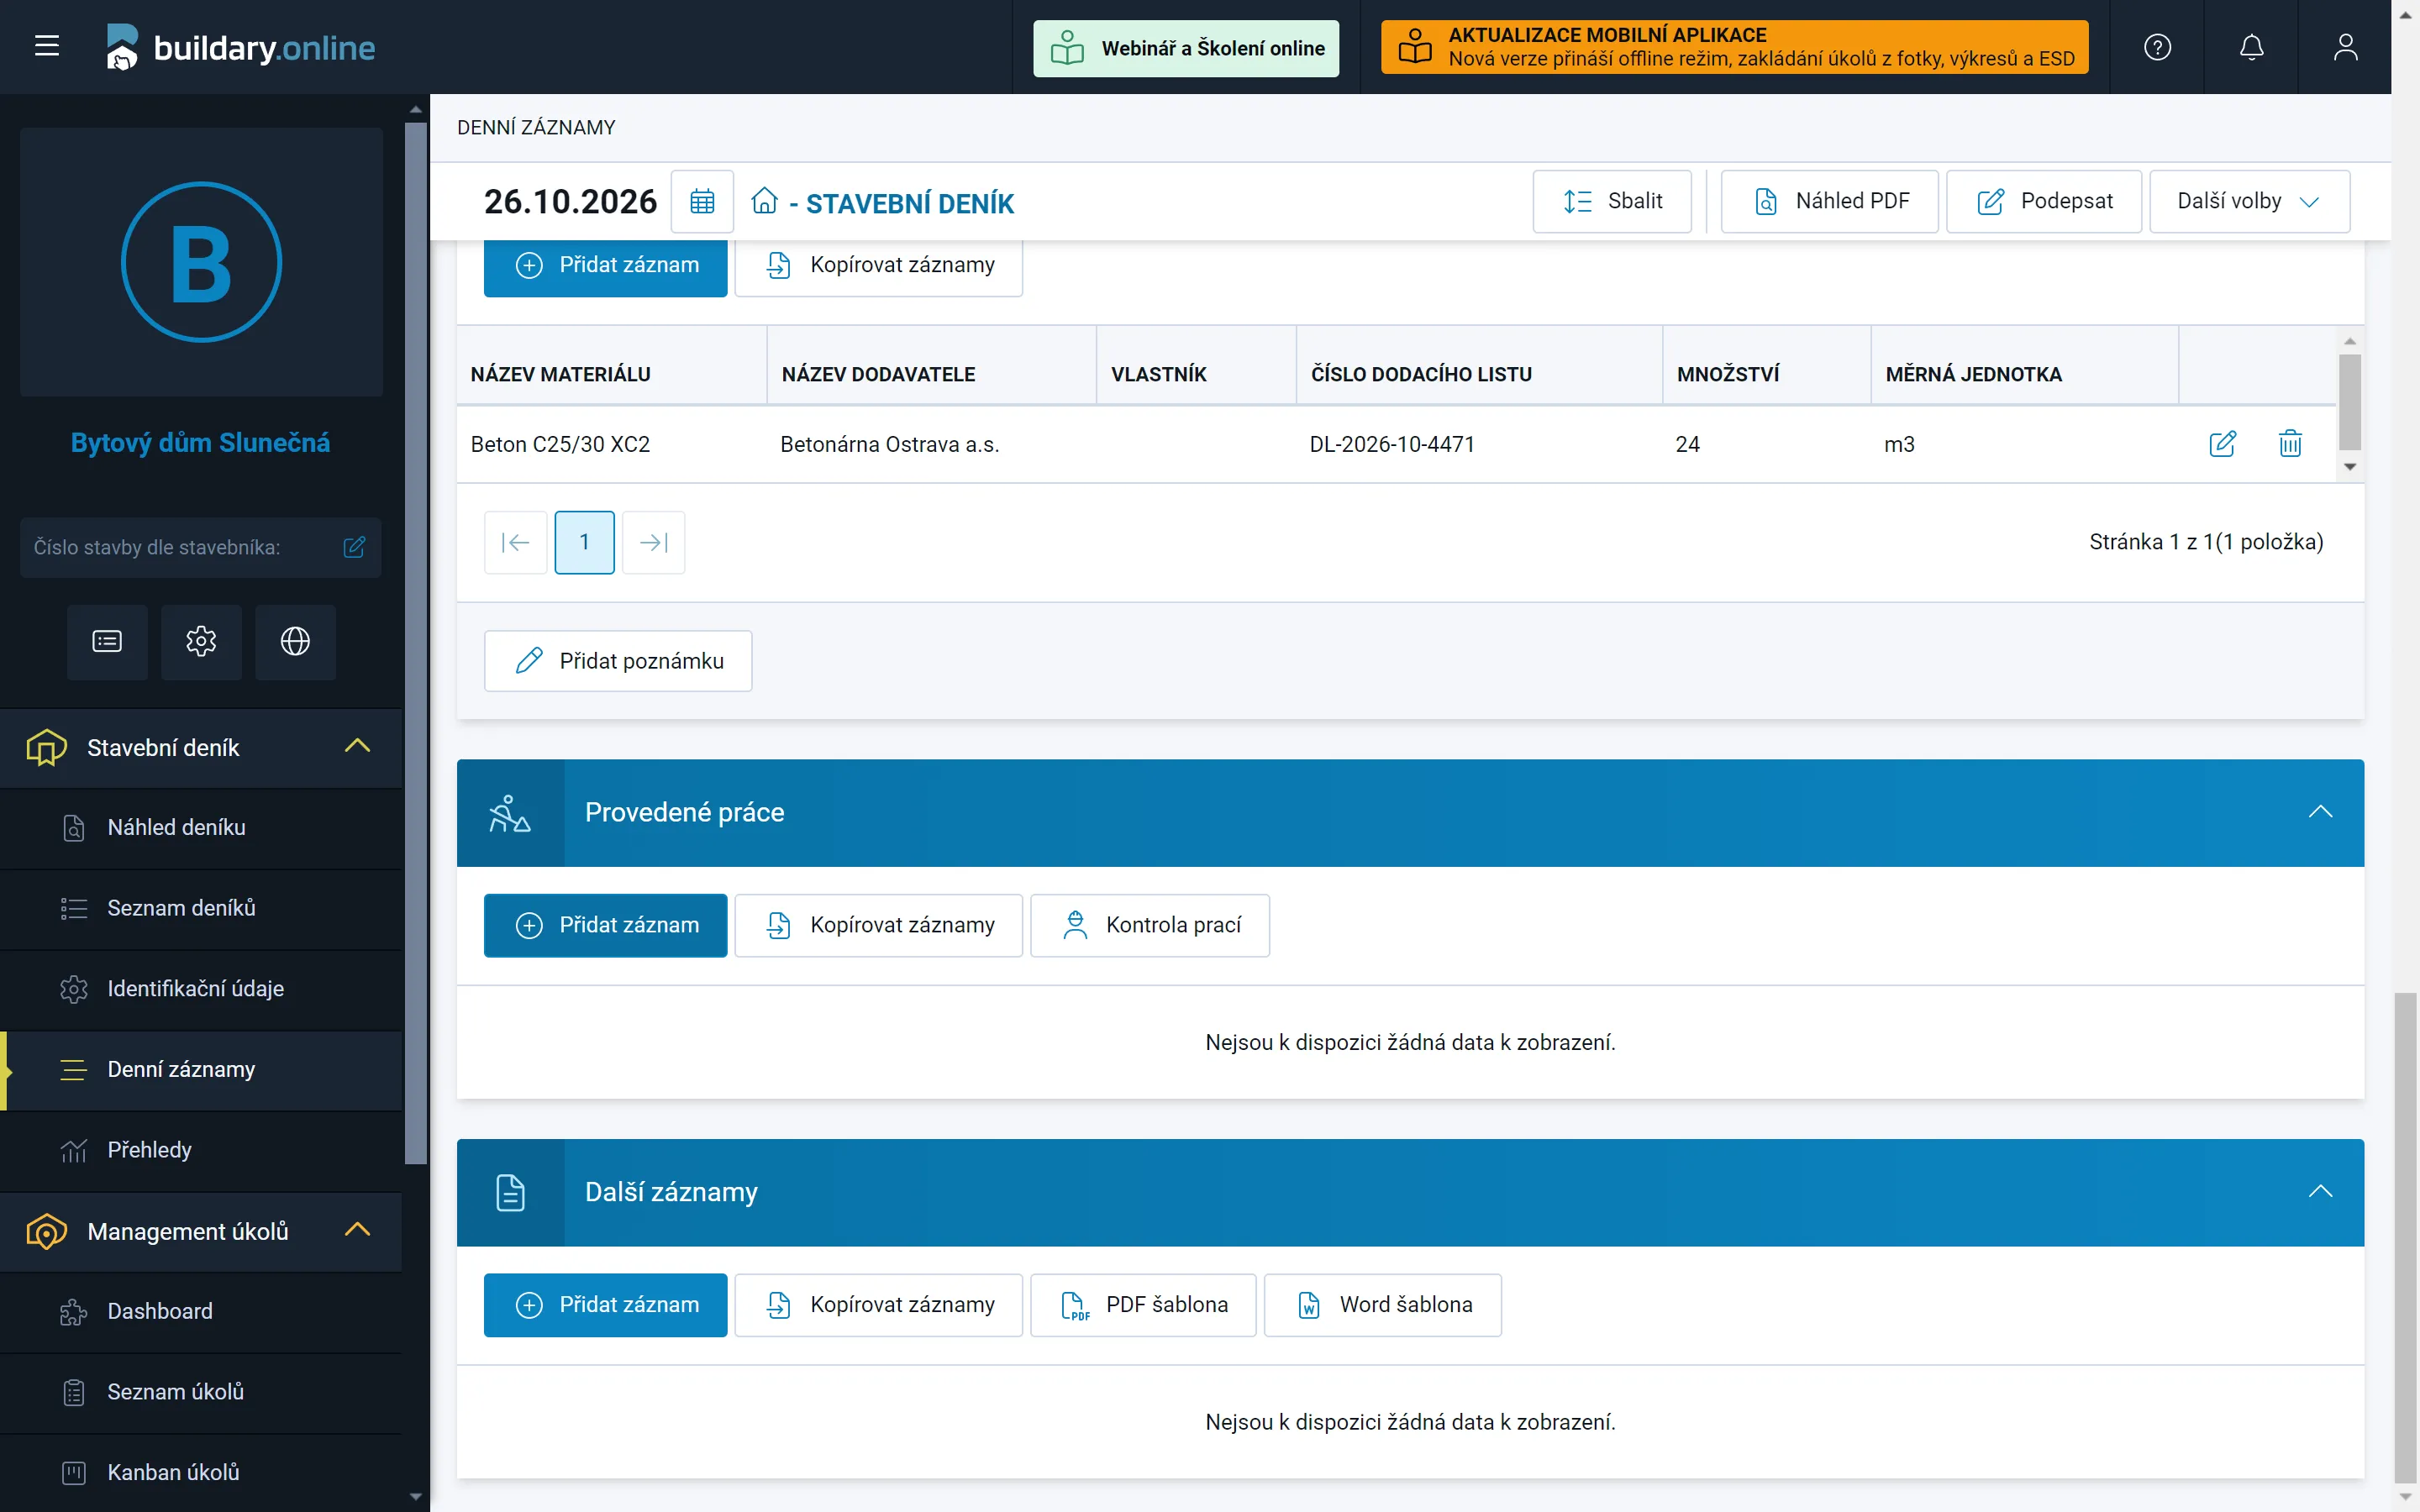 buildary.online
Webinář a Školení online
AKTUALIZACE MOBILNÍ APLIKACE
Nová verze přináší offline režim, zakládání úkolů z fotky, výkresů a ESD
B
Bytový dům Slunečná
Číslo stavby dle stavebníka:
Stavební deník
Náhled deníku
Seznam deníků
Identifikační údaje
Denní záznamy
Přehledy
Management úkolů
Dashboard
Seznam úkolů
Kanban úkolů
DENNÍ ZÁZNAMY
26.10.2026 - STAVEBNÍ DENÍK
Sbalit Náhled PDF Podepsat Další volby
Přidat záznam Kopírovat záznamy
NÁZEV MATERIÁLU NÁZEV DODAVATELE VLASTNÍK ČÍSLO DODACÍHO LISTU MNOŽSTVÍ MĚRNÁ JEDNOTKA
Beton C25/30 XC2 Betonárna Ostrava a.s. DL-2026-10-4471 24 m3
1 Stránka 1 z 1(1 položka)
Přidat poznámku
Provedené práce
Přidat záznam Kopírovat záznamy Kontrola prací
Nejsou k dispozici žádná data k zobrazení.
Další záznamy
Přidat záznam Kopírovat záznamy PDF šablona Word šablona
Nejsou k dispozici žádná data k zobrazení.